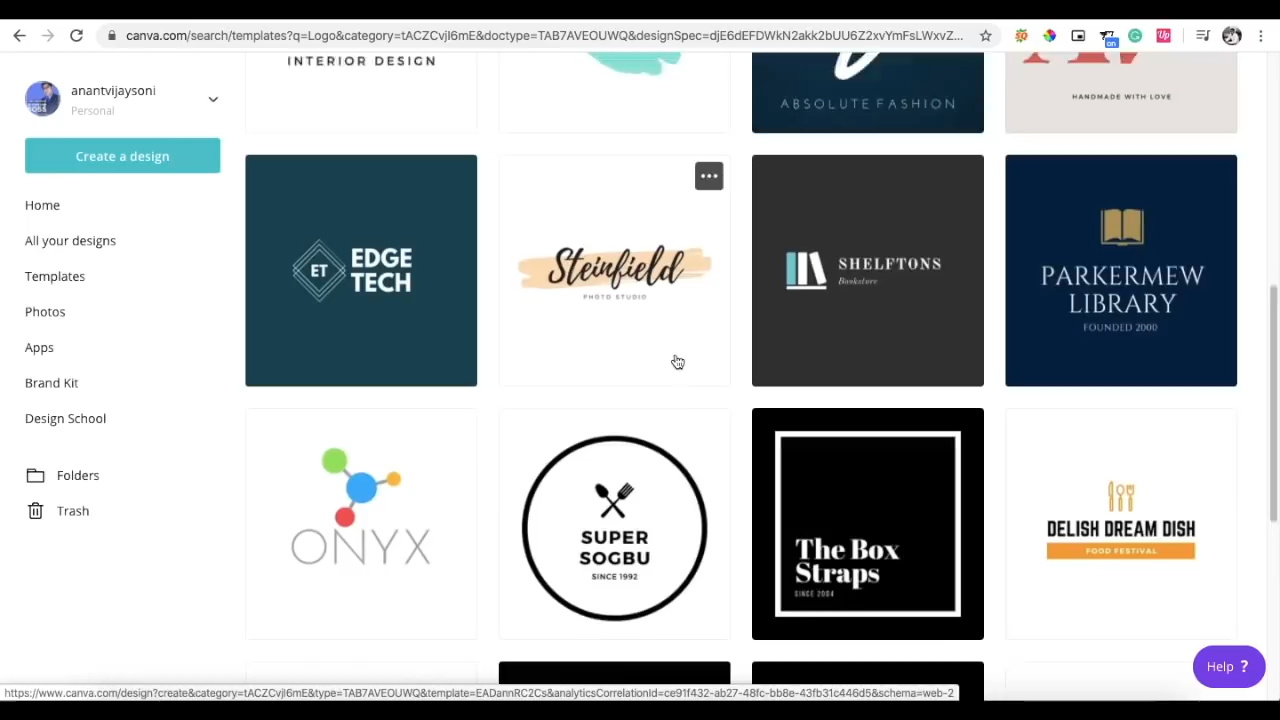 canva.com/search/templates?q=Logo&category=tACZCvjI6mE&doctype=TAB7AVEOUWQ&designSpec=djE6dEFDWkN2akk2bUU6Z2xvYmFsLWxvZ...
on
Up
anantvijaysoni
Personal
Create a design
Home
All your designs
Templates
Photos
Apps
Brand Kit
Design School
Folders
Trash
INTERIOR DESIGN
ABSOLUTE FASHION
HANDMADE WITH LOVE
ET
EDGE
TECH
Steinfield
PHOTO STUDIO
SHELFTONS
Bookstore
PARKERMEW
LIBRARY
FOUNDED 2000
ONYX
SUPER
SOGBU
SINCE 1992
The Box
Straps
SINCE 2004
DELISH DREAM DISH
FOOD FESTIVAL
Help ?
https://www.canva.com/design?create&category=tACZCvjI6mE&type=TAB7AVEOUWQ&template=EADannRC2Cs&analyticsCorrelationId=ce91f432-ab27-48fc-bb8e-43fb31c446d5&schema=web-2